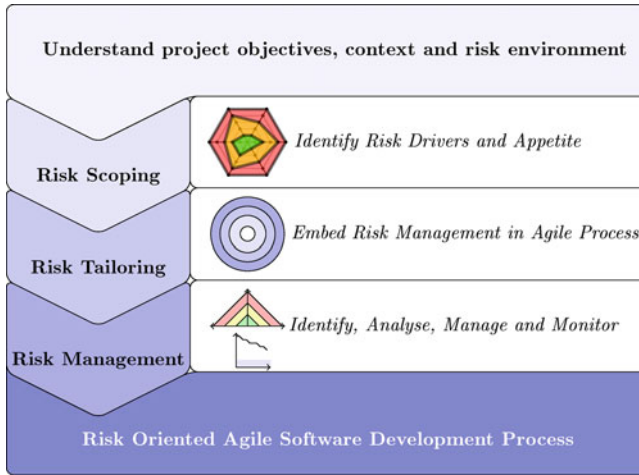 Understand project objectives, context and risk environment
Identify Risk Drivers and Appetite
Risk Scoping
Embed Risk Management in Agile Process
Risk Tailoring
Identify, Analyse, Manage and Monitor
Risk Management
Risk Oriented Agile Software Development Process